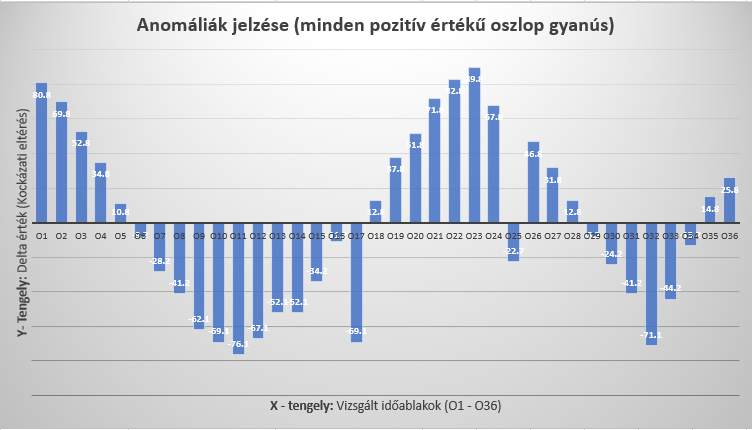 Anomáliák jelzése (minden pozitív értékű oszlop gyanús)
Y- Tengely: Delta érték (Kockázati eltérés)
80.8 69.8 52.8 34.8 10.8 -28.2 -41.2 -62.1 -69.1 -76.1 -67.1 -52.1 -52.1 -34.2 -69.1 12.8 37.8 51.8 71.8 82.8 89.8 67.8 -22.7 46.8 31.8 12.8 -24.2 -41.2 -71.1 -44.2 14.8 25.8
O1 O2 O3 O4 O5 O6 O7 O8 O9 O10 O11 O12 O13 O14 O15 O16 O17 O18 O19 O20 O21 O22 O23 O24 O25 O26 O27 O28 O29 O30 O31 O32 O33 O34 O35 O36
X - tengely: Vizsgált időablakok (O1 - O36)